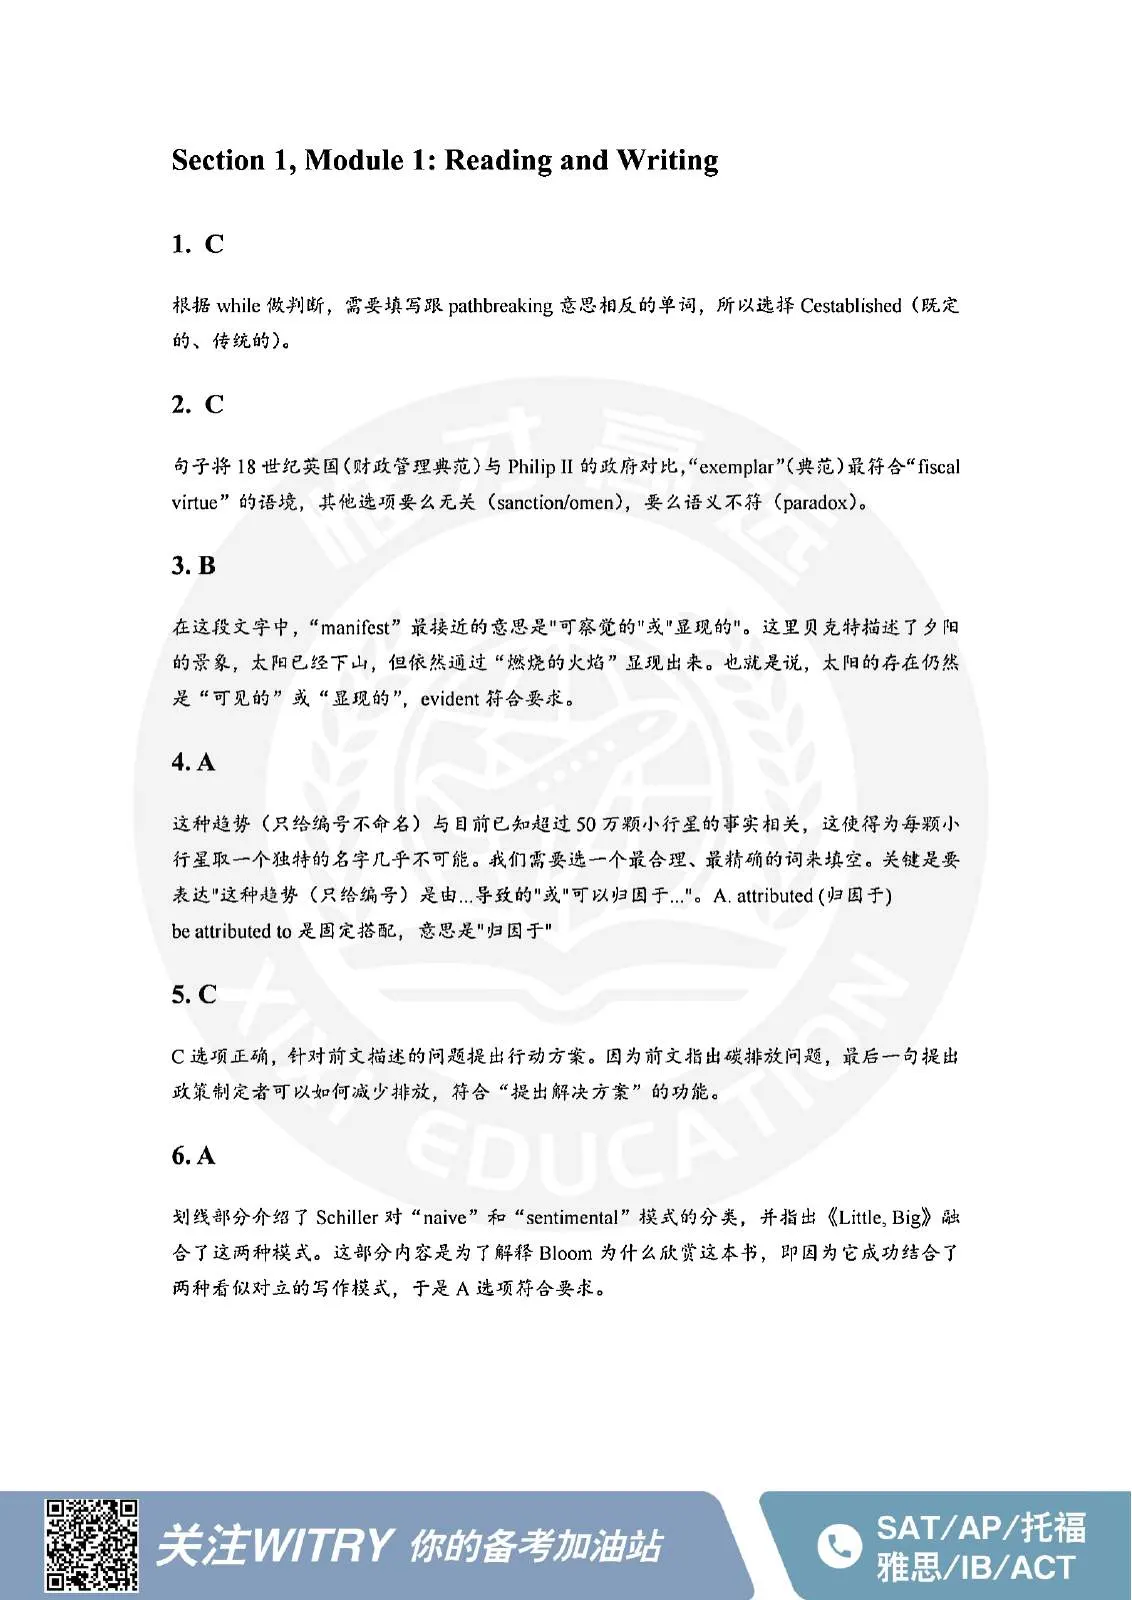 Section 1, Module 1: Reading and Writing
1. C
根据 while 做判断，需要填写跟 pathbreaking 意思相反的单词，所以选择 Cestablished（既定
的、传统的）。
2. C
句子将 18 世纪英国（财政管理典范）与 Philip II 的政府对比，“exemplar”（典范）最符合“fiscal
virtue” 的语境，其他选项要么无关（sanction/omen），要么语义不符（paradox）。
3. B
在这段文字中，“manifest” 最接近的意思是"可察觉的"或"显现的"。这里贝克特描述了夕阳
的景象，太阳已经下山，但依然通过“燃烧的火焰”显现出来。也就是说，太阳的存在仍然
是“可见的”或“显现的”，evident 符合要求。
4. A
这种趋势（只给编号不命名）与目前已知超过 50 万颗小行星的事实相关，这使得为每颗小
行星取一个独特的名字几乎不可能。我们需要选一个最合理、最精确的词来填空。关键是要
表达"这种趋势（只给编号）是由...导致的"或"可以归因于..."。A. attributed (归因于)
be attributed to 是固定搭配，意思是"归因于"
5. C
C 选项正确，针对前文描述的问题提出行动方案。因为前文指出碳排放问题，最后一句提出
政策制定者可以如何减少排放，符合“提出解决方案”的功能。
6. A
划线部分介绍了 Schiller 对“naive”和“sentimental”模式的分类，并指出《Little, Big》融
合了这两种模式。这部分内容是为了解释 Bloom 为什么欣赏这本书，即因为它成功结合了
两种看似对立的写作模式，于是 A 选项符合要求。
XIXI EDUCATION
关注WITRY 你的备考加油站
SAT/AP/托福
雅思/IB/ACT